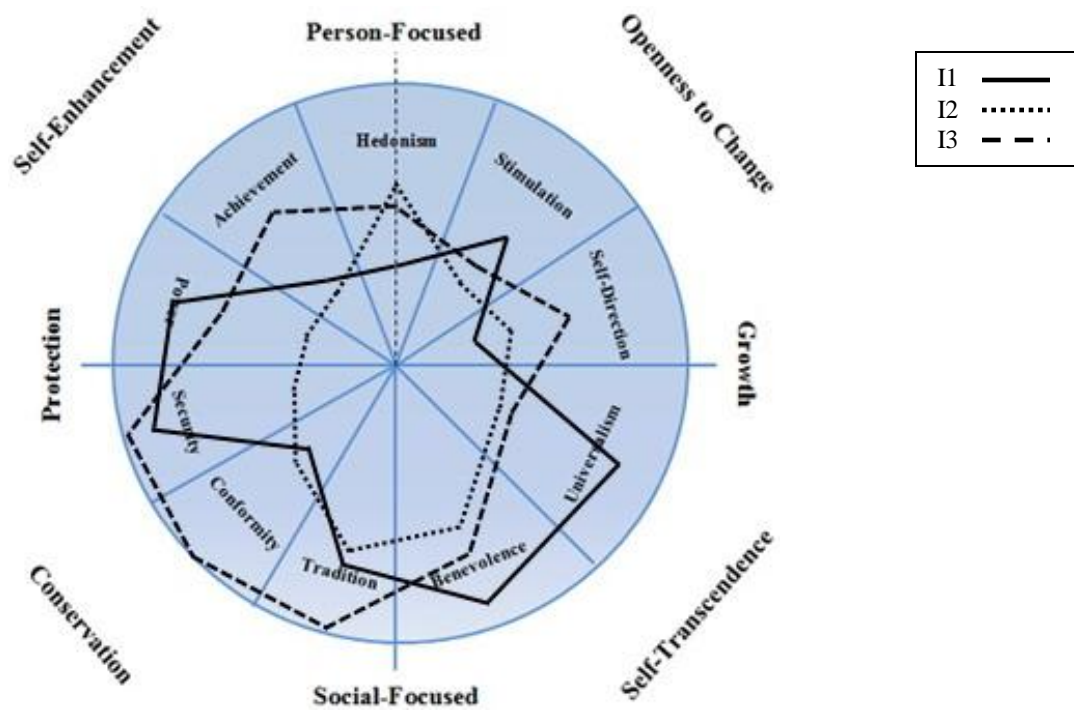 Person-Focused
Self-Enhancement
Openness to Change
I1
I2
I3
Hedonism
Achievement
Stimulation
Self-Direction
Protection
Growth
Security
Universalism
Conformity
Tradition
Benevolence
Conservation
Self-Transcendence
Social-Focused